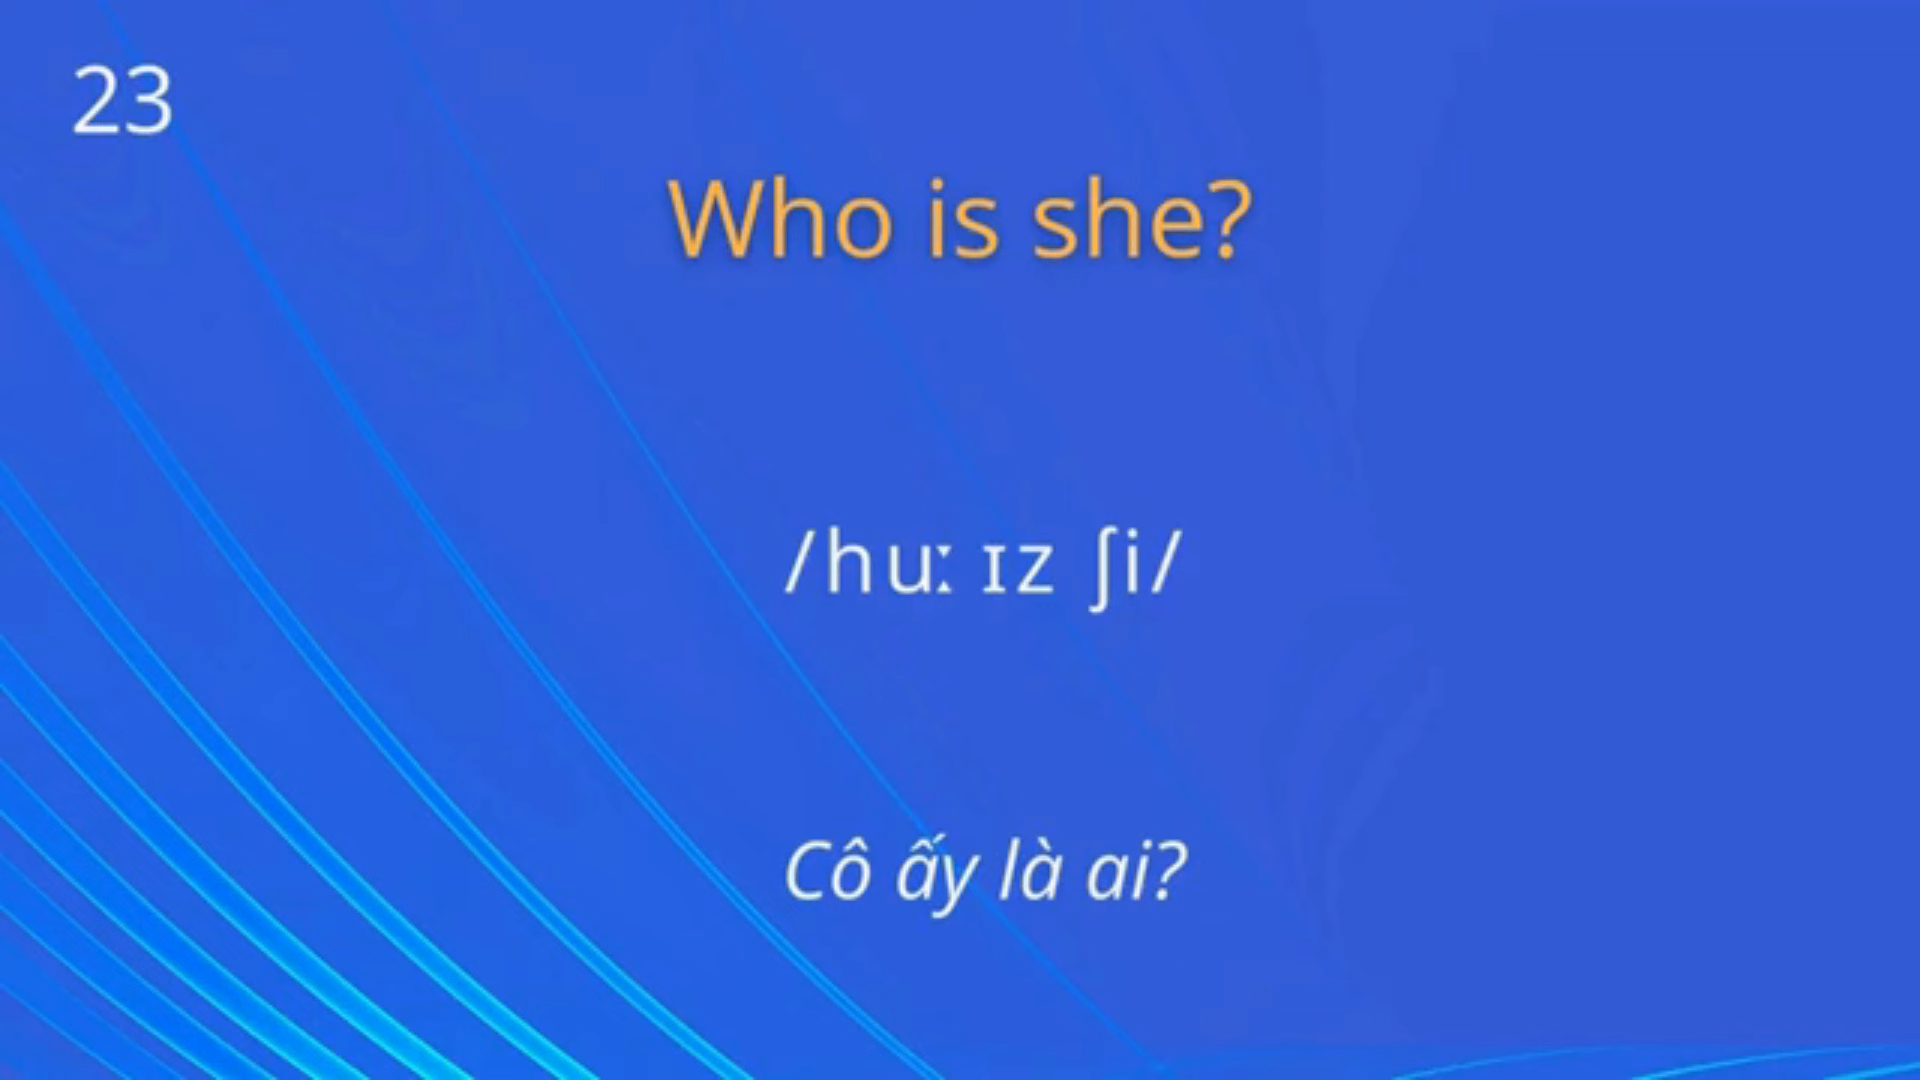 23
Who is she?
/huː ɪz ʃi/
Cô ấy là ai?